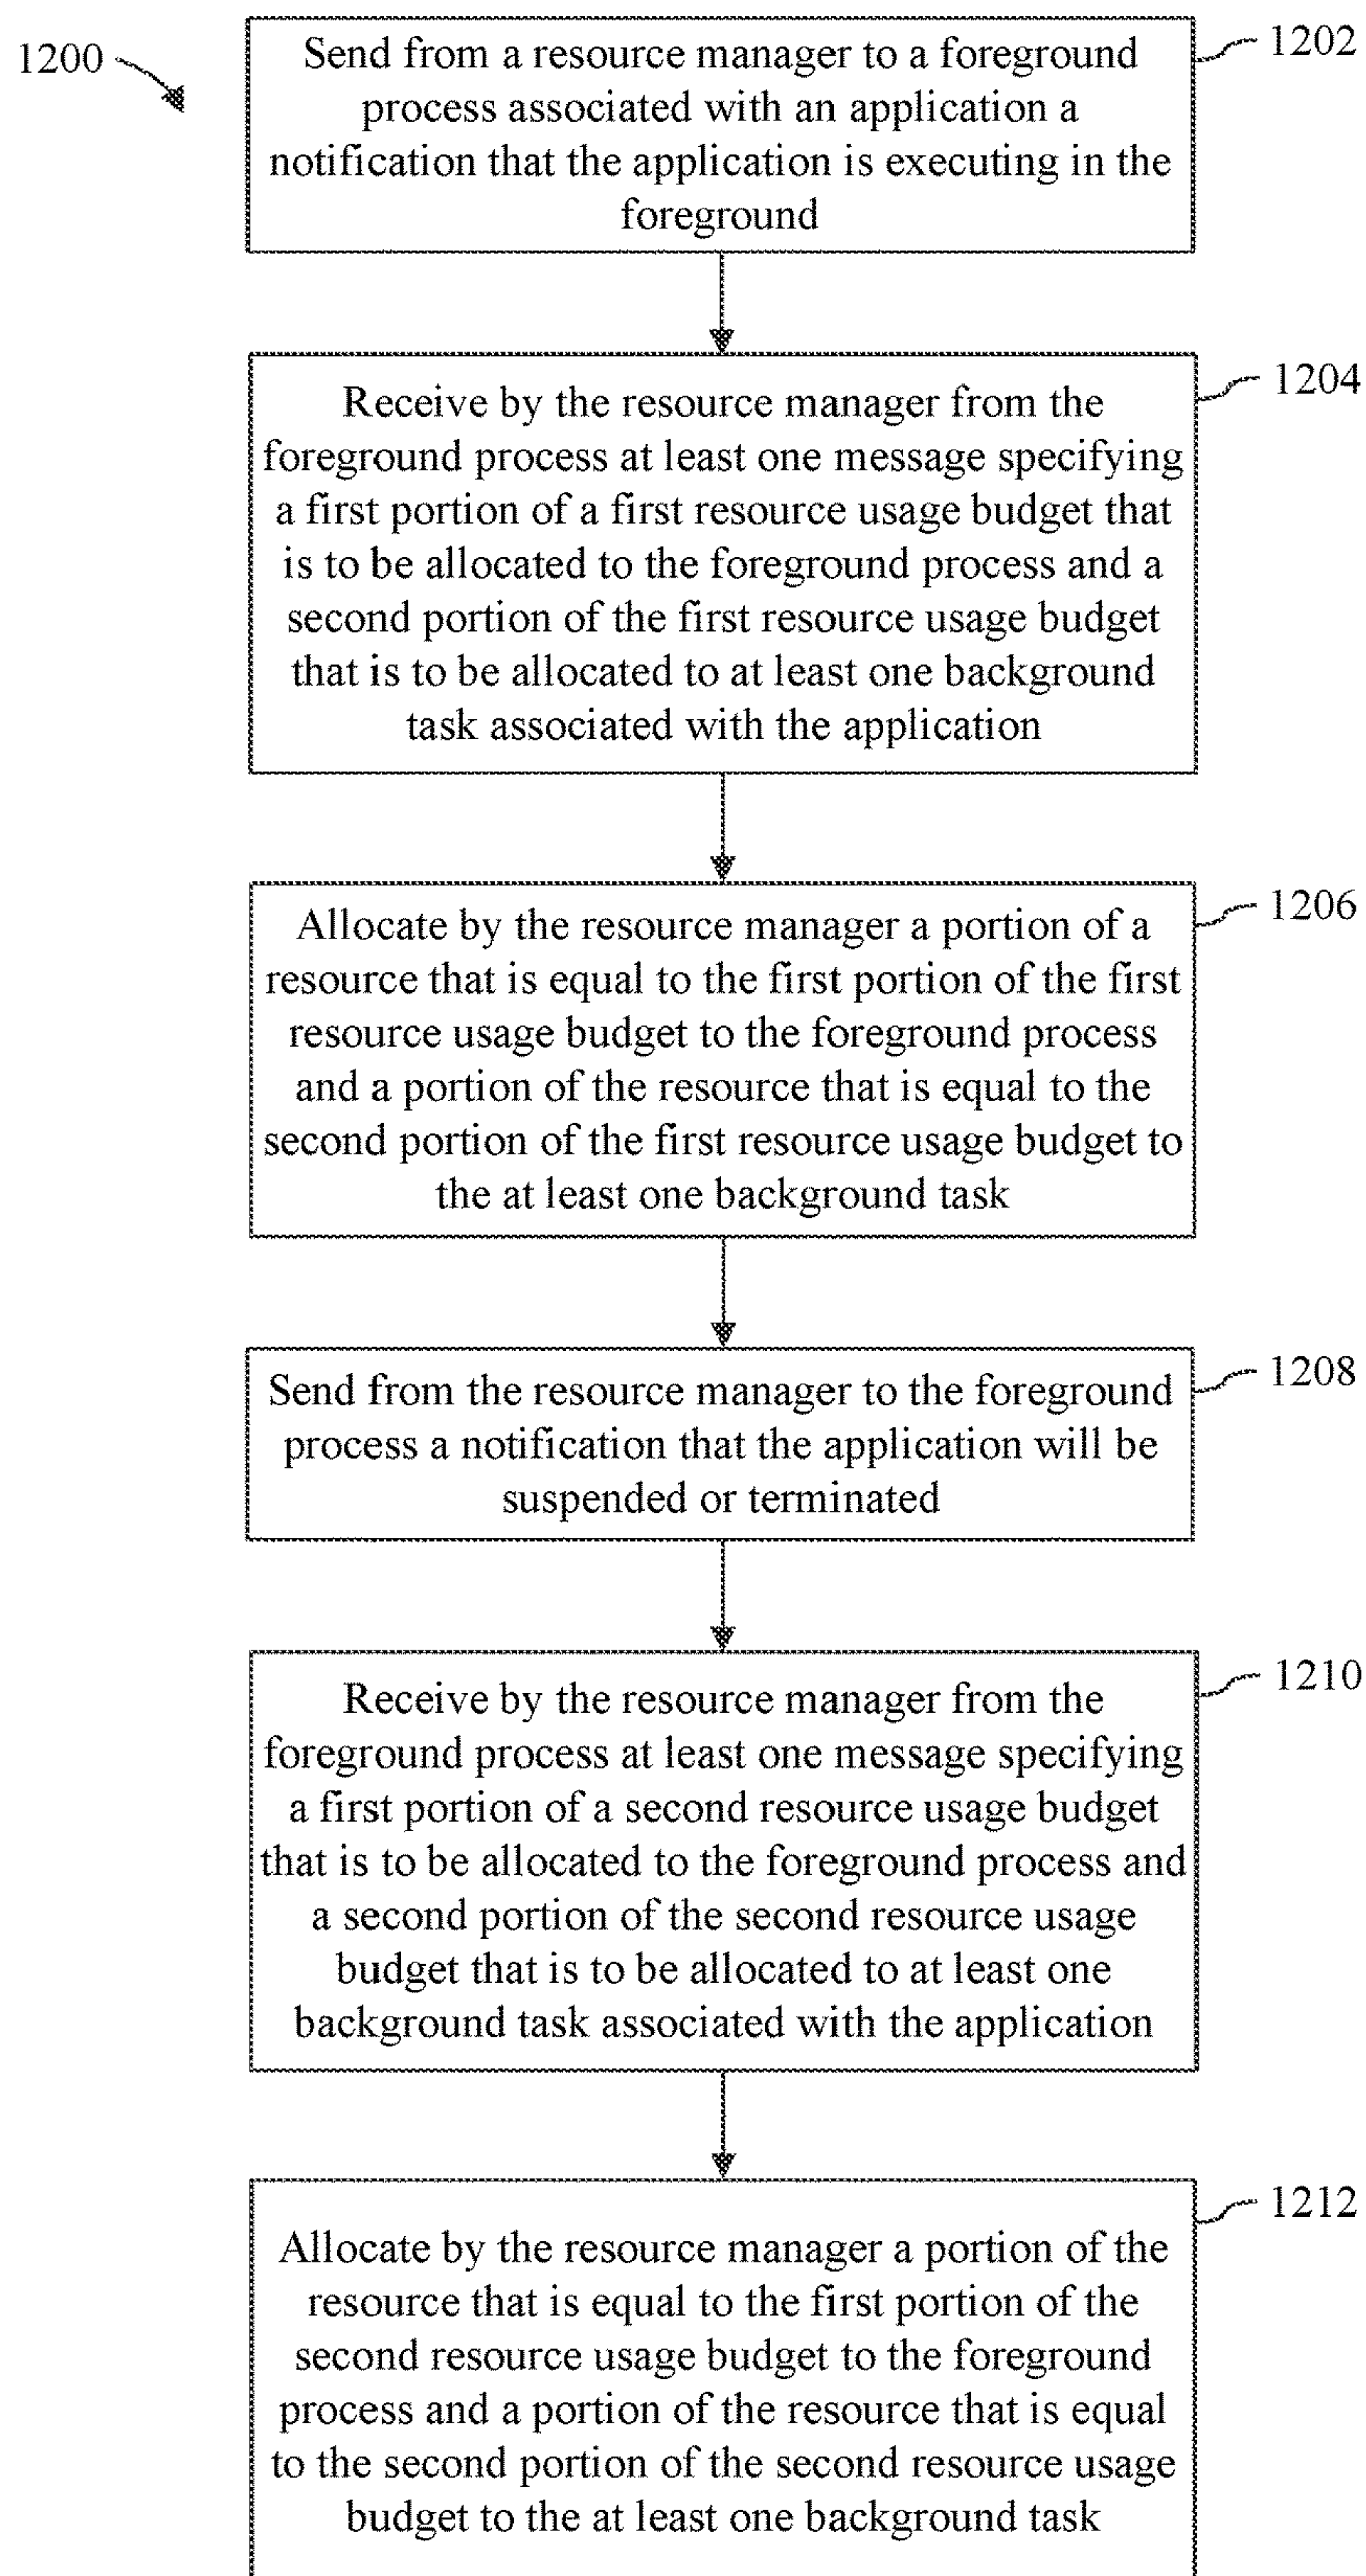 1200
Send from a resource manager to a foreground
process associated with an application a
notification that the application is executing in the
foreground
1202
Receive by the resource manager from the
foreground process at least one message specifying
a first portion of a first resource usage budget that
is to be allocated to the foreground process and a
second portion of the first resource usage budget
that is to be allocated to at least one background
task associated with the application
1204
Allocate by the resource manager a portion of a
resource that is equal to the first portion of the first
resource usage budget to the foreground process
and a portion of the resource that is equal to the
second portion of the first resource usage budget to
the at least one background task
1206
Send from the resource manager to the foreground
process a notification that the application will be
suspended or terminated
1208
Receive by the resource manager from the
foreground process at least one message specifying
a first portion of a second resource usage budget
that is to be allocated to the foreground process and
a second portion of the second resource usage
budget that is to be allocated to at least one
background task associated with the application
1210
Allocate by the resource manager a portion of the
resource that is equal to the first portion of the
second resource usage budget to the foreground
process and a portion of the resource that is equal
to the second portion of the second resource usage
budget to the at least one background task
1212